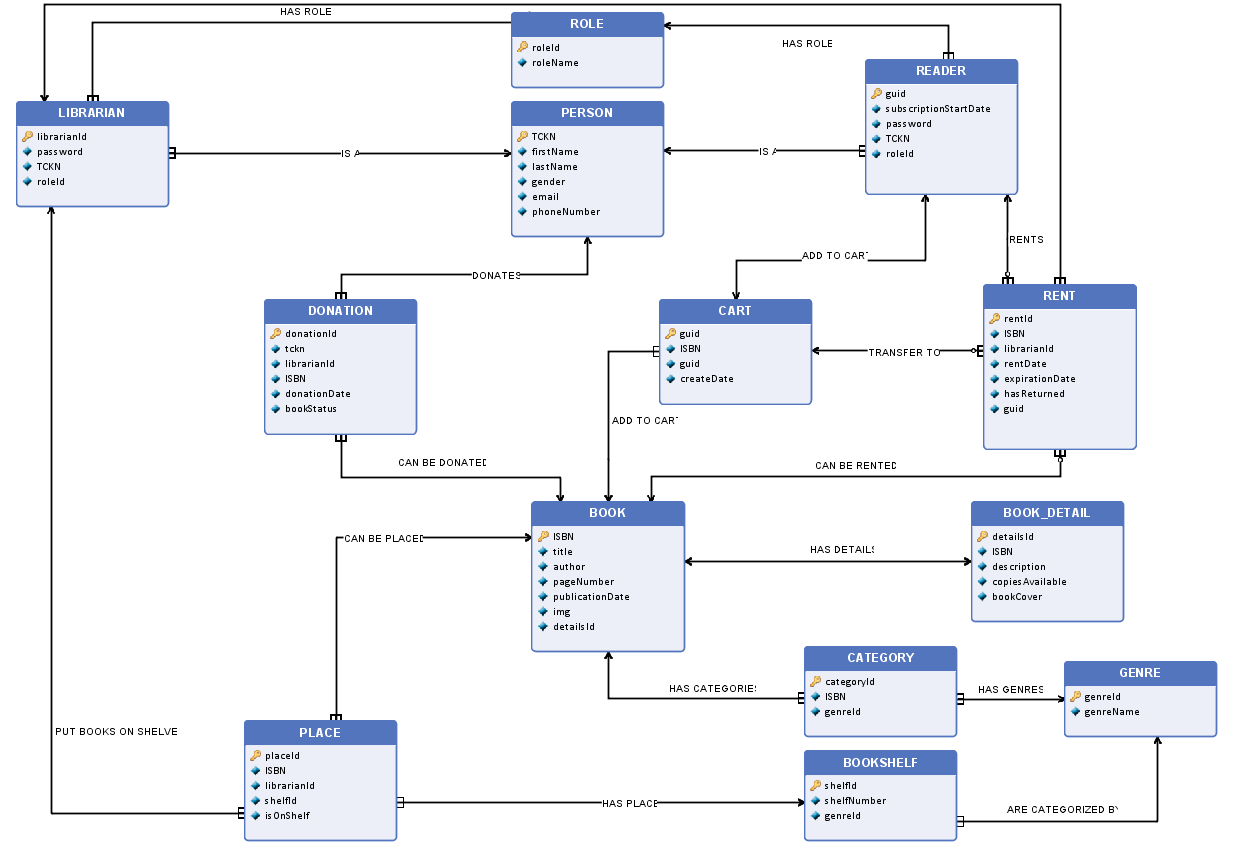 HAS ROLE
ROLE
roleId
roleName
HAS ROLE
READER
guid
subscriptionStartDate
password
TCKN
roleId
LIBRARIAN
librarianId
password
TCKN
roleId
PERSON
TCKN
firstName
lastName
gender
email
phoneNumber
IS A
IS A
DONATES
ADD TO CAR
RENTS
DONATION
donationId
tckn
librarianId
ISBN
donationDate
bookStatus
CART
guid
ISBN
guid
createDate
TRANSFER TO
RENT
rentId
ISBN
librarianId
rentDate
expirationDate
hasReturned
guid
ADD TO CAR
CAN BE DONATED
CAN BE RENTED
BOOK
ISBN
title
author
pageNumber
publicationDate
img
detailsId
CAN BE PLACED
HAS DETAILS
BOOK_DETAIL
detailsId
ISBN
description
copiesAvailable
bookCover
HAS CATEGORIES
CATEGORY
categoryId
ISBN
genreId
HAS GENRES
GENRE
genreId
genreName
PUT BOOKS ON SHELVE
PLACE
placeId
ISBN
librarianId
shelfId
isOnShelf
HAS PLACE
BOOKSHELF
shelfId
shelfNumber
genreId
ARE CATEGORIZED BY